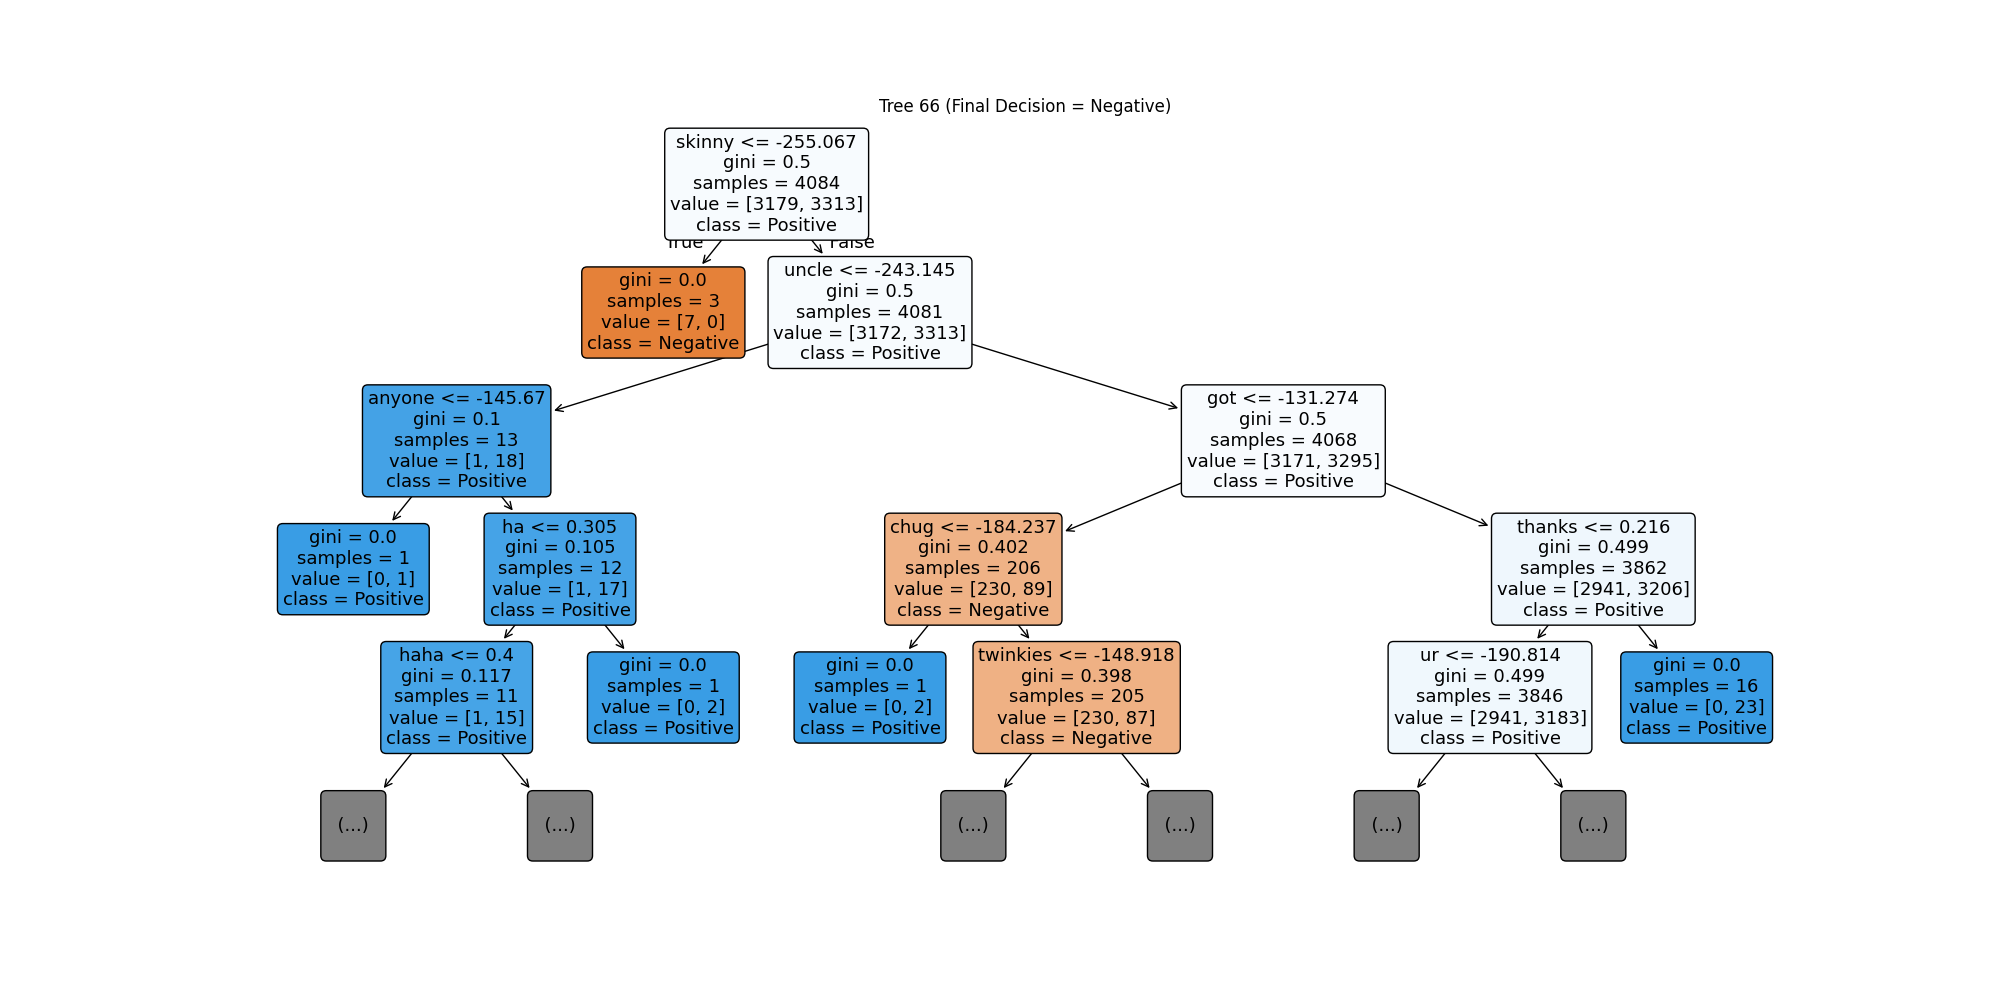 Tree 66 (Final Decision = Negative)
skinny <= -255.067
gini = 0.5
samples = 4084
value = [3179, 3313]
class = Positive
True
False
gini = 0.0
samples = 3
value = [7, 0]
class = Negative
uncle <= -243.145
gini = 0.5
samples = 4081
value = [3172, 3313]
class = Positive
anyone <= -145.67
gini = 0.1
samples = 13
value = [1, 18]
class = Positive
got <= -131.274
gini = 0.5
samples = 4068
value = [3171, 3295]
class = Positive
gini = 0.0
samples = 1
value = [0, 1]
class = Positive
ha <= 0.305
gini = 0.105
samples = 12
value = [1, 17]
class = Positive
chug <= -184.237
gini = 0.402
samples = 206
value = [230, 89]
class = Negative
thanks <= 0.216
gini = 0.499
samples = 3862
value = [2941, 3206]
class = Positive
haha <= 0.4
gini = 0.117
samples = 11
value = [1, 15]
class = Positive
gini = 0.0
samples = 1
value = [0, 2]
class = Positive
gini = 0.0
samples = 1
value = [0, 2]
class = Positive
twinkies <= -148.918
gini = 0.398
samples = 205
value = [230, 87]
class = Negative
ur <= -190.814
gini = 0.499
samples = 3846
value = [2941, 3183]
class = Positive
gini = 0.0
samples = 16
value = [0, 23]
class = Positive
(...)
(...)
(...)
(...)
(...)
(...)